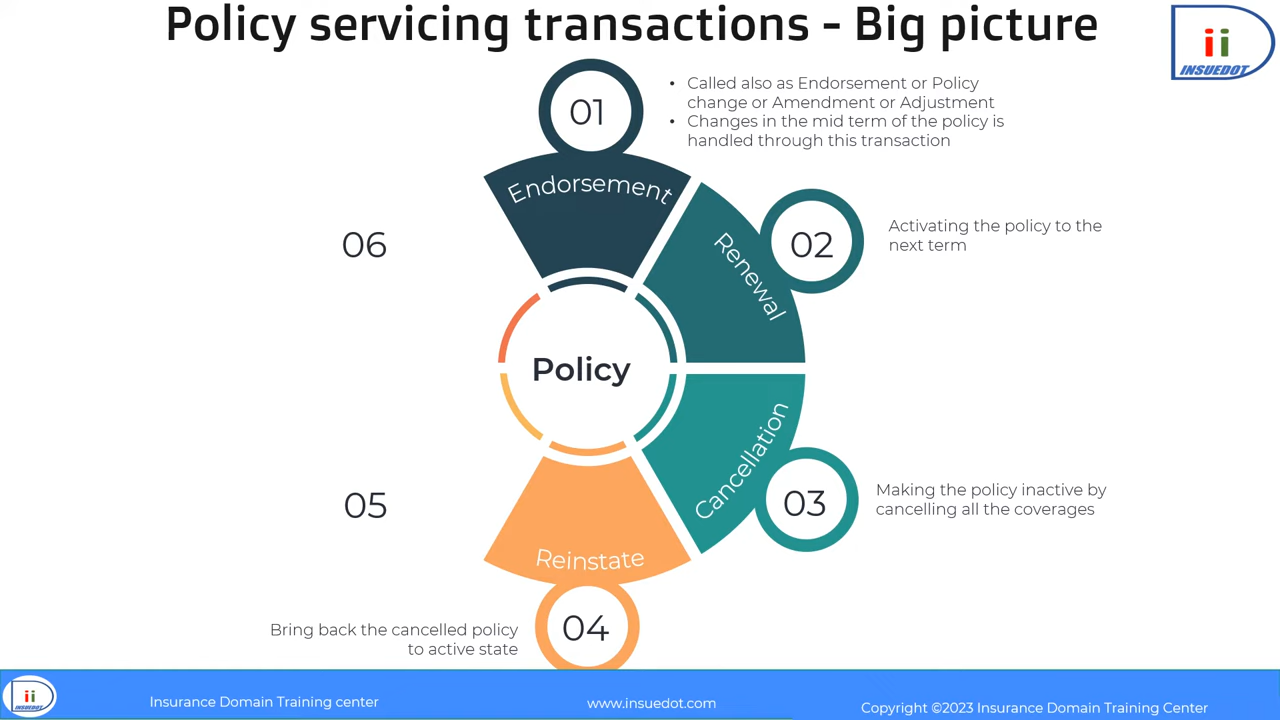 Policy servicing transactions - Big picture
ii
INSUEDOT
01
• Called also as Endorsement or Policy
change or Amendment or Adjustment
• Changes in the mid term of the policy is
handled through this transaction
Endorsement
02
Activating the policy to the
next term
Renewal
06
Policy
Cancellation
03
Making the policy inactive by
cancelling all the coverages
05
Reinstate
04
Bring back the cancelled policy
to active state
ii
INSUEDOT
Insurance Domain Training center
www.insuedot.com
Copyright ©2023 Insurance Domain Training Center